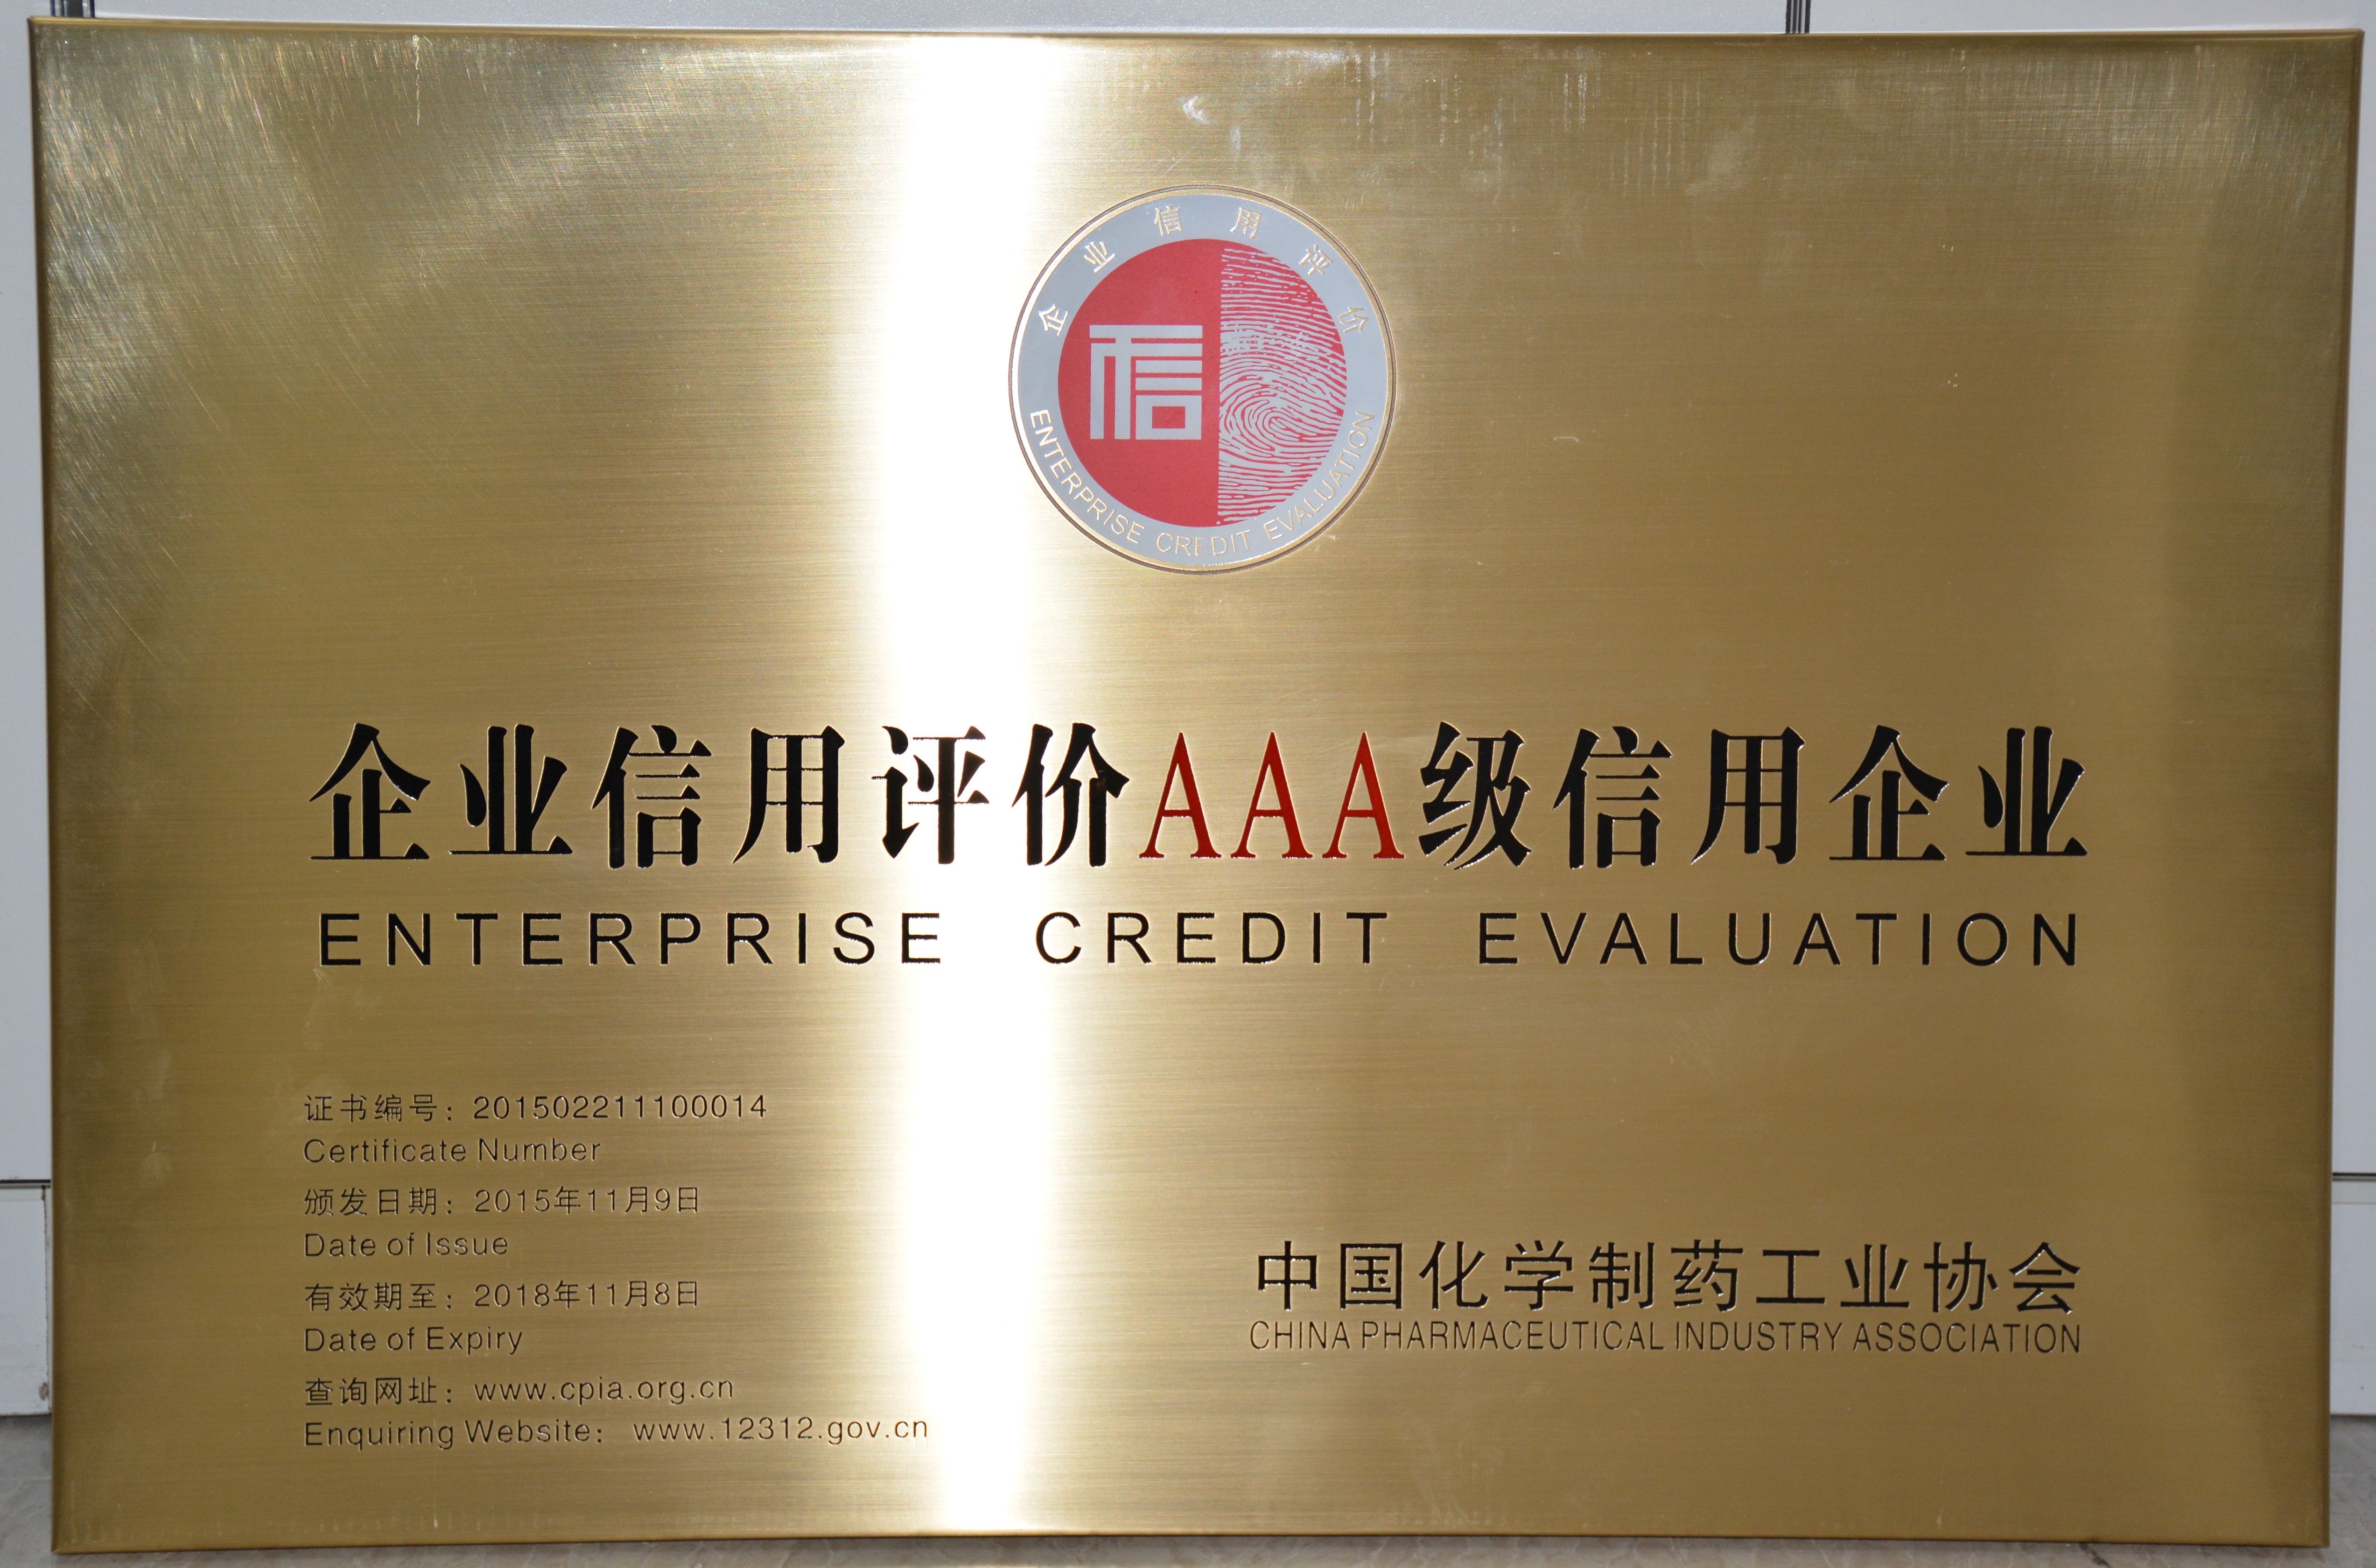 企业信用评价
信
ENTERPRISE CREDIT EVALUATION
企业信用评价AAA级信用企业
ENTERPRISE CREDIT EVALUATION
证书编号：201502211100014
Certificate Number
颁发日期：2015年11月9日
Date of Issue
有效期至：2018年11月8日
Date of Expiry
查询网址：www.cpia.org.cn
Enquiring Website： www.12312.gov.cn
中国化学制药工业协会
CHINA PHARMACEUTICAL INDUSTRY ASSOCIATION